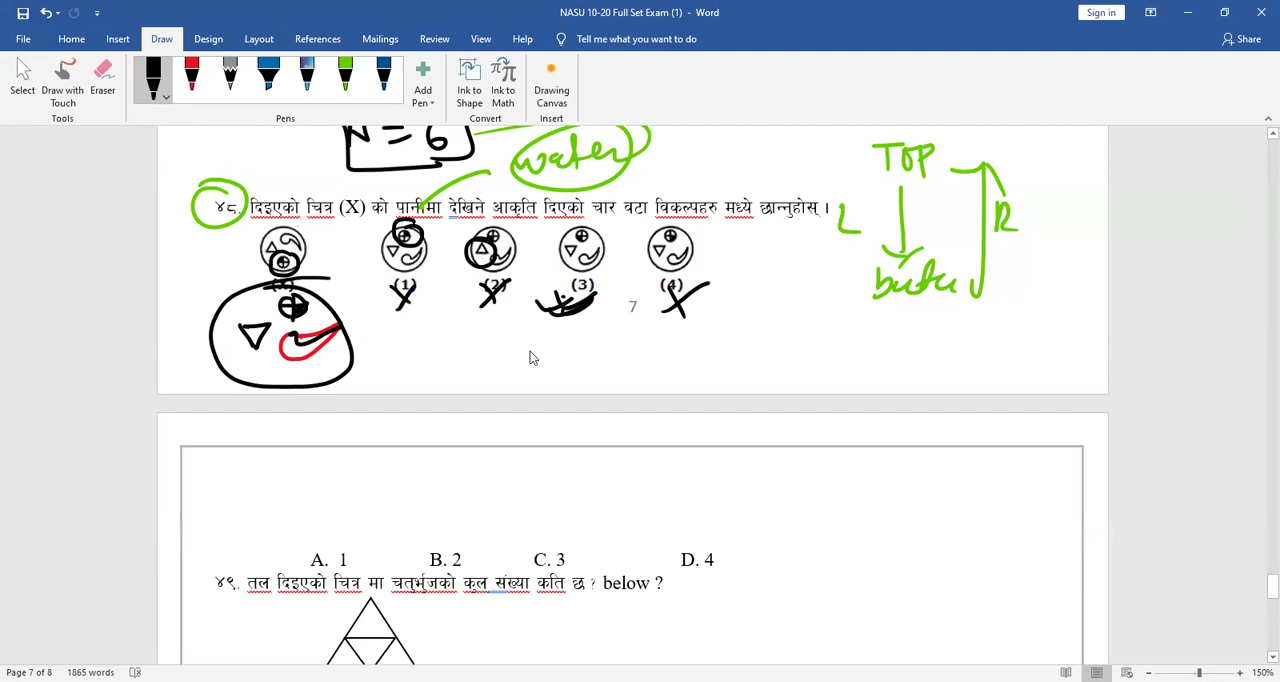 NASU 10-20 Full Set Exam (1) - Word
Sign in
File Home Insert Draw Design Layout References Mailings Review View Help Tell me what you want to do Share
Select Draw with Touch Eraser Add Pen Ink to Shape Ink to Math Drawing Canvas
Tools Pens Convert Insert
N = 6
water
TOP
४८. दिइएको चित्र (X) को पानीमा देखिने आकृति दिएको चार वटा विकल्पहरु मध्ये छान्नुहोस् ।
L R
(X) (1) (2) (3) (4)
7
A. 1 B. 2 C. 3 D. 4
४९. तल दिइएको चित्र मा चतुर्भुजको कुल संख्या कति छ ? below ?
Page 7 of 8 1865 words 150%